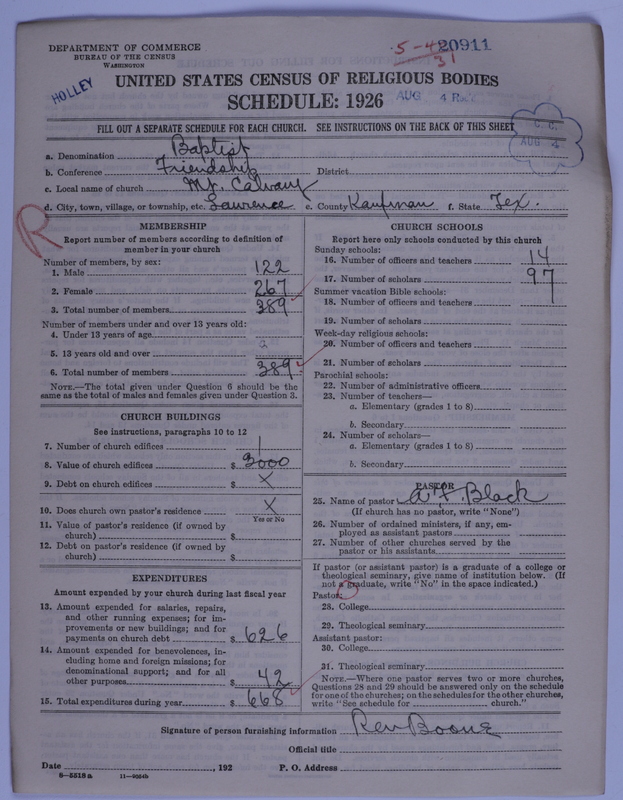 DEPARTMENT OF COMMERCE
BUREAU OF THE CENSUS
WASHINGTON
20911
5-4
31
HOLLEY
UNITED STATES CENSUS OF RELIGIOUS BODIES
SCHEDULE: 1926
AUG 4
FILL OUT A SEPARATE SCHEDULE FOR EACH CHURCH. SEE INSTRUCTIONS ON THE BACK OF THIS SHEET
C. C.
AUG 4
a. Denomination Baptist
b. Conference Friendship District
c. Local name of church Mt. Calvary
d. City, town, village, or township, etc. Lawrence e. County Kaufman f. State Tex.
R
MEMBERSHIP
Report number of members according to definition of
member in your church
Number of members, by sex:
1. Male 122
2. Female 267
3. Total number of members 389
Number of members under and over 13 years old:
4. Under 13 years of age
5. 13 years old and over
6. Total number of members 389
NOTE.—The total given under Question 6 should be the
same as the total of males and females given under Question 3.
CHURCH BUILDINGS
See instructions, paragraphs 10 to 12
7. Number of church edifices 1
8. Value of church edifices $ 3000
9. Debt on church edifices $ X
10. Does church own pastor's residence X
Yes or No
11. Value of pastor's residence (if owned by
church) $
12. Debt on pastor's residence (if owned by
church) $
EXPENDITURES
Amount expended by your church during last fiscal year
13. Amount expended for salaries, repairs,
and other running expenses; for im-
provements or new buildings; and for
payments on church debt $ 626
14. Amount expended for benevolences, in-
cluding home and foreign missions; for
denominational support; and for all
other purposes $ 42
15. Total expenditures during year $ 668
CHURCH SCHOOLS
Report here only schools conducted by this church
Sunday schools:
16. Number of officers and teachers 14
17. Number of scholars 97
Summer vacation Bible schools:
18. Number of officers and teachers
19. Number of scholars
Week-day religious schools:
20. Number of officers and teachers
21. Number of scholars
Parochial schools:
22. Number of administrative officers
23. Number of teachers—
a. Elementary (grades 1 to 8)
b. Secondary
24. Number of scholars—
a. Elementary (grades 1 to 8)
b. Secondary
PASTOR
25. Name of pastor A. F. Black
(If church has no pastor, write "None")
26. Number of ordained ministers, if any, em-
ployed as assistant pastors
27. Number of other churches served by the
pastor or his assistants
If pastor (or assistant pastor) is a graduate of a college or
theological seminary, give name of institution below. (If
not a graduate, write "No" in the space indicated.)
Pastor:
28. College
29. Theological seminary
Assistant pastor:
30. College
31. Theological seminary
NOTE.—Where one pastor serves two or more churches,
Questions 28 and 29 should be answered only on the schedule
for one of the churches; on the schedules for the other churches,
write "See schedule for church."
Signature of person furnishing information Rev Boone
Official title
Date , 192 P. O. Address
8—5518 a 11—9054b